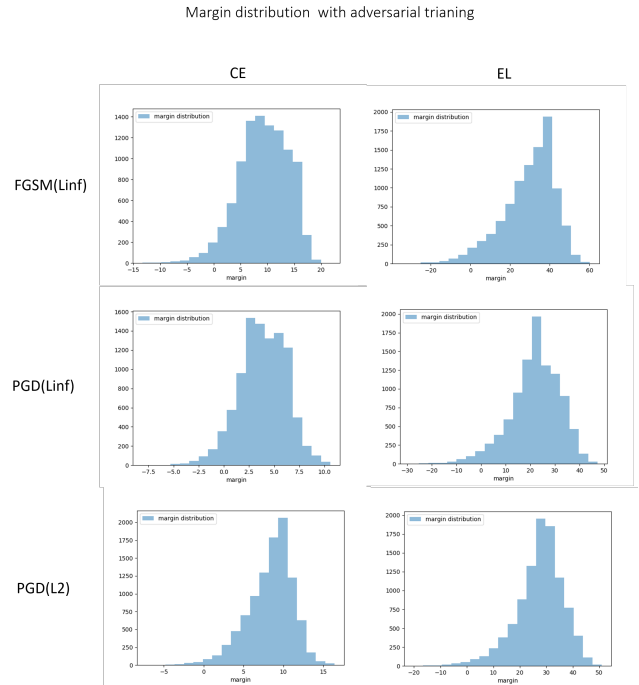 Margin distribution with adversarial trianing
CE
EL
FGSM(Linf)
margin distribution
1400
1200
1000
800
600
400
200
0
−15 −10 −5 0 5 10 15 20
margin
margin distribution
2000
1750
1500
1250
1000
750
500
250
0
−20 0 20 40 60
margin
PGD(Linf)
margin distribution
1600
1400
1200
1000
800
600
400
200
0
−7.5 −5.0 −2.5 0.0 2.5 5.0 7.5 10.0
margin
margin distribution
2000
1750
1500
1250
1000
750
500
250
0
−30 −20 −10 0 10 20 30 40 50
margin
PGD(L2)
margin distribution
2000
1750
1500
1250
1000
750
500
250
0
−5 0 5 10 15
margin
margin distribution
2000
1750
1500
1250
1000
750
500
250
0
−20 −10 0 10 20 30 40 50
margin